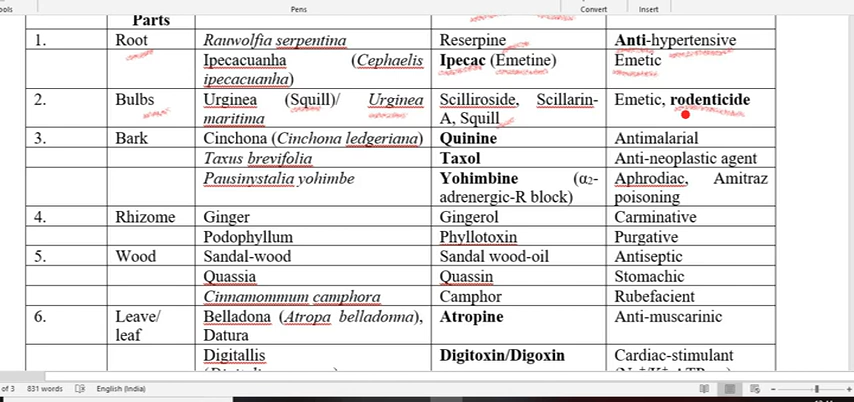 ools Pens Convert Insert
Parts
1. Root Rauwolfia serpentina Reserpine Anti-hypertensive
Ipecacuanha (Cephaelis Ipecac (Emetine) Emetic
ipecacuanha)
2. Bulbs Urginea (Squill)/ Urginea Scilliroside, Scillarin- Emetic, rodenticide
maritima A, Squill
3. Bark Cinchona (Cinchona ledgeriana) Quinine Antimalarial
Taxus brevifolia Taxol Anti-neoplastic agent
Pausinystalia yohimbe Yohimbine (α2- Aphrodiac, Amitraz
adrenergic-R block) poisoning
4. Rhizome Ginger Gingerol Carminative
Podophyllum Phyllotoxin Purgative
5. Wood Sandal-wood Sandal wood-oil Antiseptic
Quassia Quassin Stomachic
Cinnamommum camphora Camphor Rubefacient
6. Leave/ Belladona (Atropa belladonna), Atropine Anti-muscarinic
leaf Datura
Digitallis Digitoxin/Digoxin Cardiac-stimulant
of 3 831 words English (India)